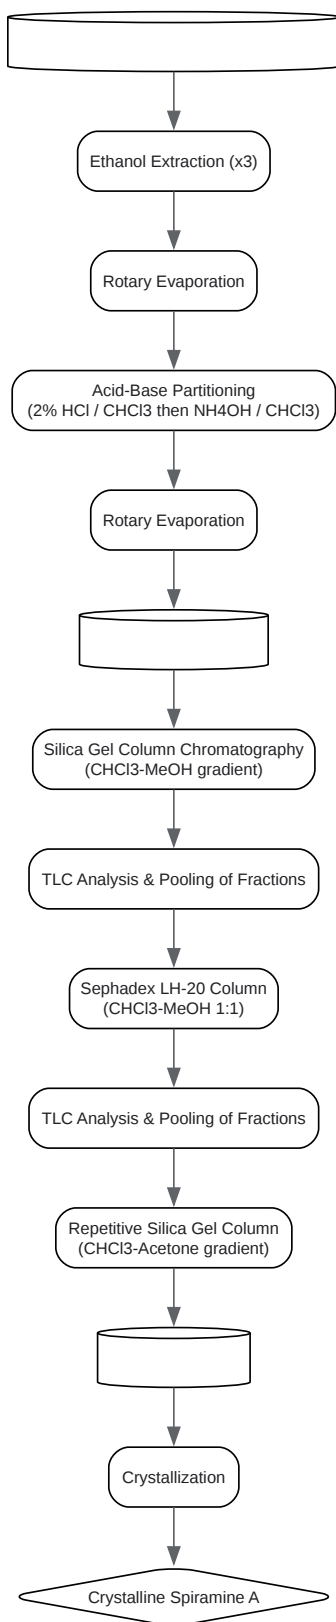 Ethanol Extraction (x3)
Rotary Evaporation
Acid-Base Partitioning
(2% HCl / CHCl3 then NH4OH / CHCl3)
Rotary Evaporation
Silica Gel Column Chromatography
(CHCl3-MeOH gradient)
TLC Analysis & Pooling of Fractions
Sephadex LH-20 Column
(CHCl3-MeOH 1:1)
TLC Analysis & Pooling of Fractions
Repetitive Silica Gel Column
(CHCl3-Acetone gradient)
Crystallization
Crystalline Spiramine A